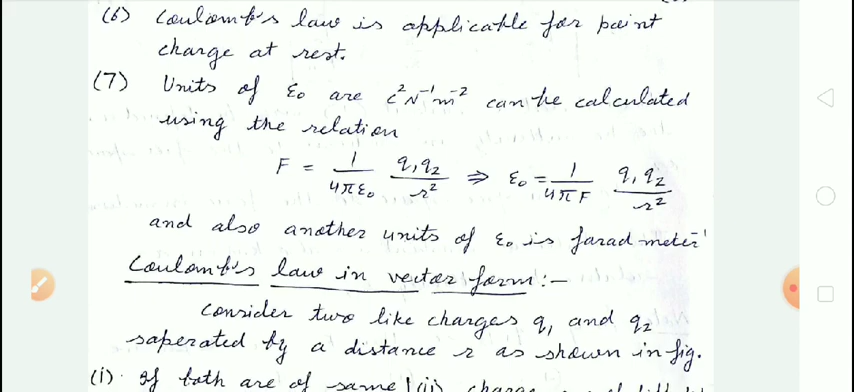 (6) Coulomb's law is applicable for point
charge at rest.
(7) Units of ε₀ are c²N⁻¹m⁻² can be calculated
using the relation
F = 1/4πε₀ q₁q₂/r² ⇒ ε₀ = 1/4πF q₁q₂/r²
and also another units of ε₀ is farad meter⁻¹
Coulomb's law in vector form:-
Consider two like charges q₁ and q₂
saperated by a distance r as shown in fig.
(i) If both are of same (ii) charge